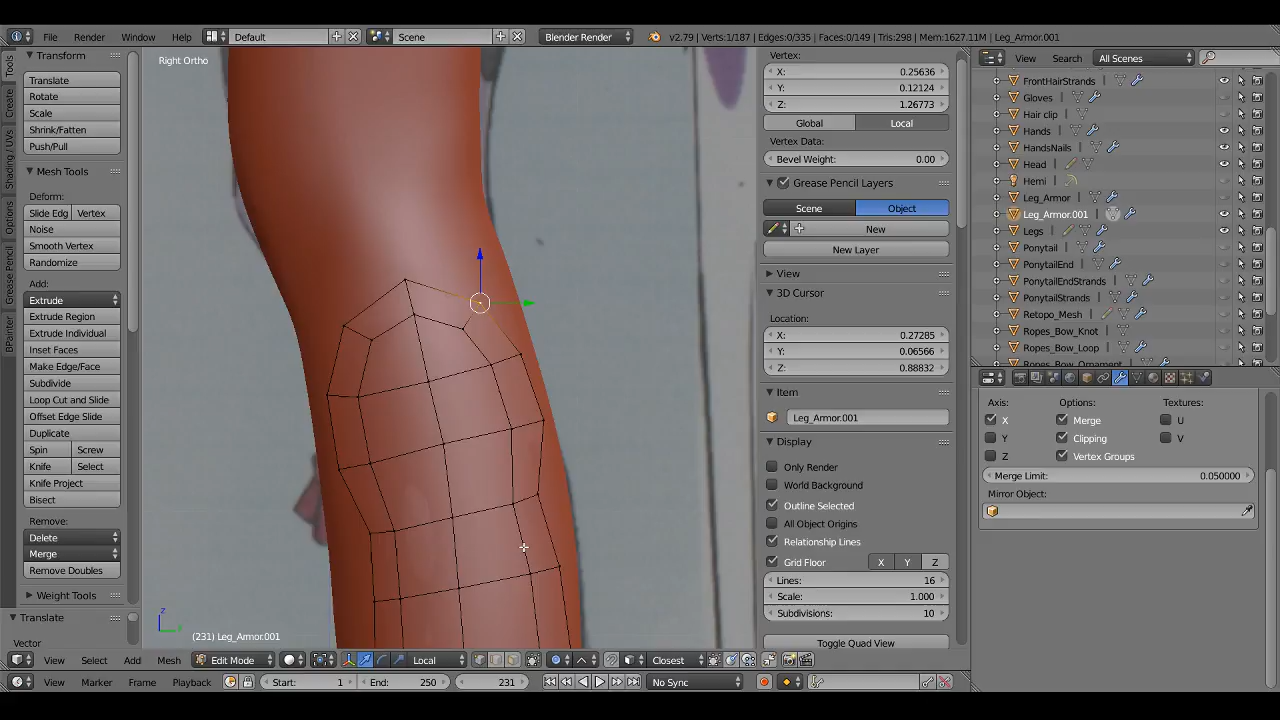 File Render Window Help Default Scene Blender Render v2.79 | Verts:1/187 | Edges:0/335 | Faces:0/149 | Tris:298 | Mem:1627.11M | Leg_Armor.001
Tools
Create
Shading / UVs
Options
Grease Pencil
BPainter
Transform
Translate
Rotate
Scale
Shrink/Fatten
Push/Pull
Mesh Tools
Deform:
Slide Edg Vertex
Noise
Smooth Vertex
Randomize
Add:
Extrude
Extrude Region
Extrude Individual
Inset Faces
Make Edge/Face
Subdivide
Loop Cut and Slide
Offset Edge Slide
Duplicate
Spin Screw
Knife Select
Knife Project
Bisect
Remove:
Delete
Merge
Remove Doubles
Weight Tools
Translate
Vector
Right Ortho
z
(231) Leg_Armor.001
Vertex:
X: 0.25636
Y: 0.12124
Z: 1.26773
Global Local
Vertex Data:
Bevel Weight: 0.00
Grease Pencil Layers
Scene Object
New
New Layer
View
3D Cursor
Location:
X: 0.27285
Y: 0.06566
Z: 0.88832
Item
Leg_Armor.001
Display
Only Render
World Background
Outline Selected
All Object Origins
Relationship Lines
Grid Floor X Y Z
Lines: 16
Scale: 1.000
Subdivisions: 10
Toggle Quad View
View Search All Scenes
FrontHairStrands
Gloves
Hair clip
Hands
HandsNails
Head
Hemi
Leg_Armor
Leg_Armor.001
Legs
Ponytail
PonytailEnd
PonytailEndStrands
PonytailStrands
Retopo_Mesh
Ropes_Bow_Knot
Ropes_Bow_Loop
Ropes_Bow_Ornament
Axis: Options: Textures:
X Merge U
Y Clipping V
Z Vertex Groups
Merge Limit: 0.050000
Mirror Object:
View Select Add Mesh Edit Mode Local Closest
View Marker Frame Playback Start: 1 End: 250 231 No Sync